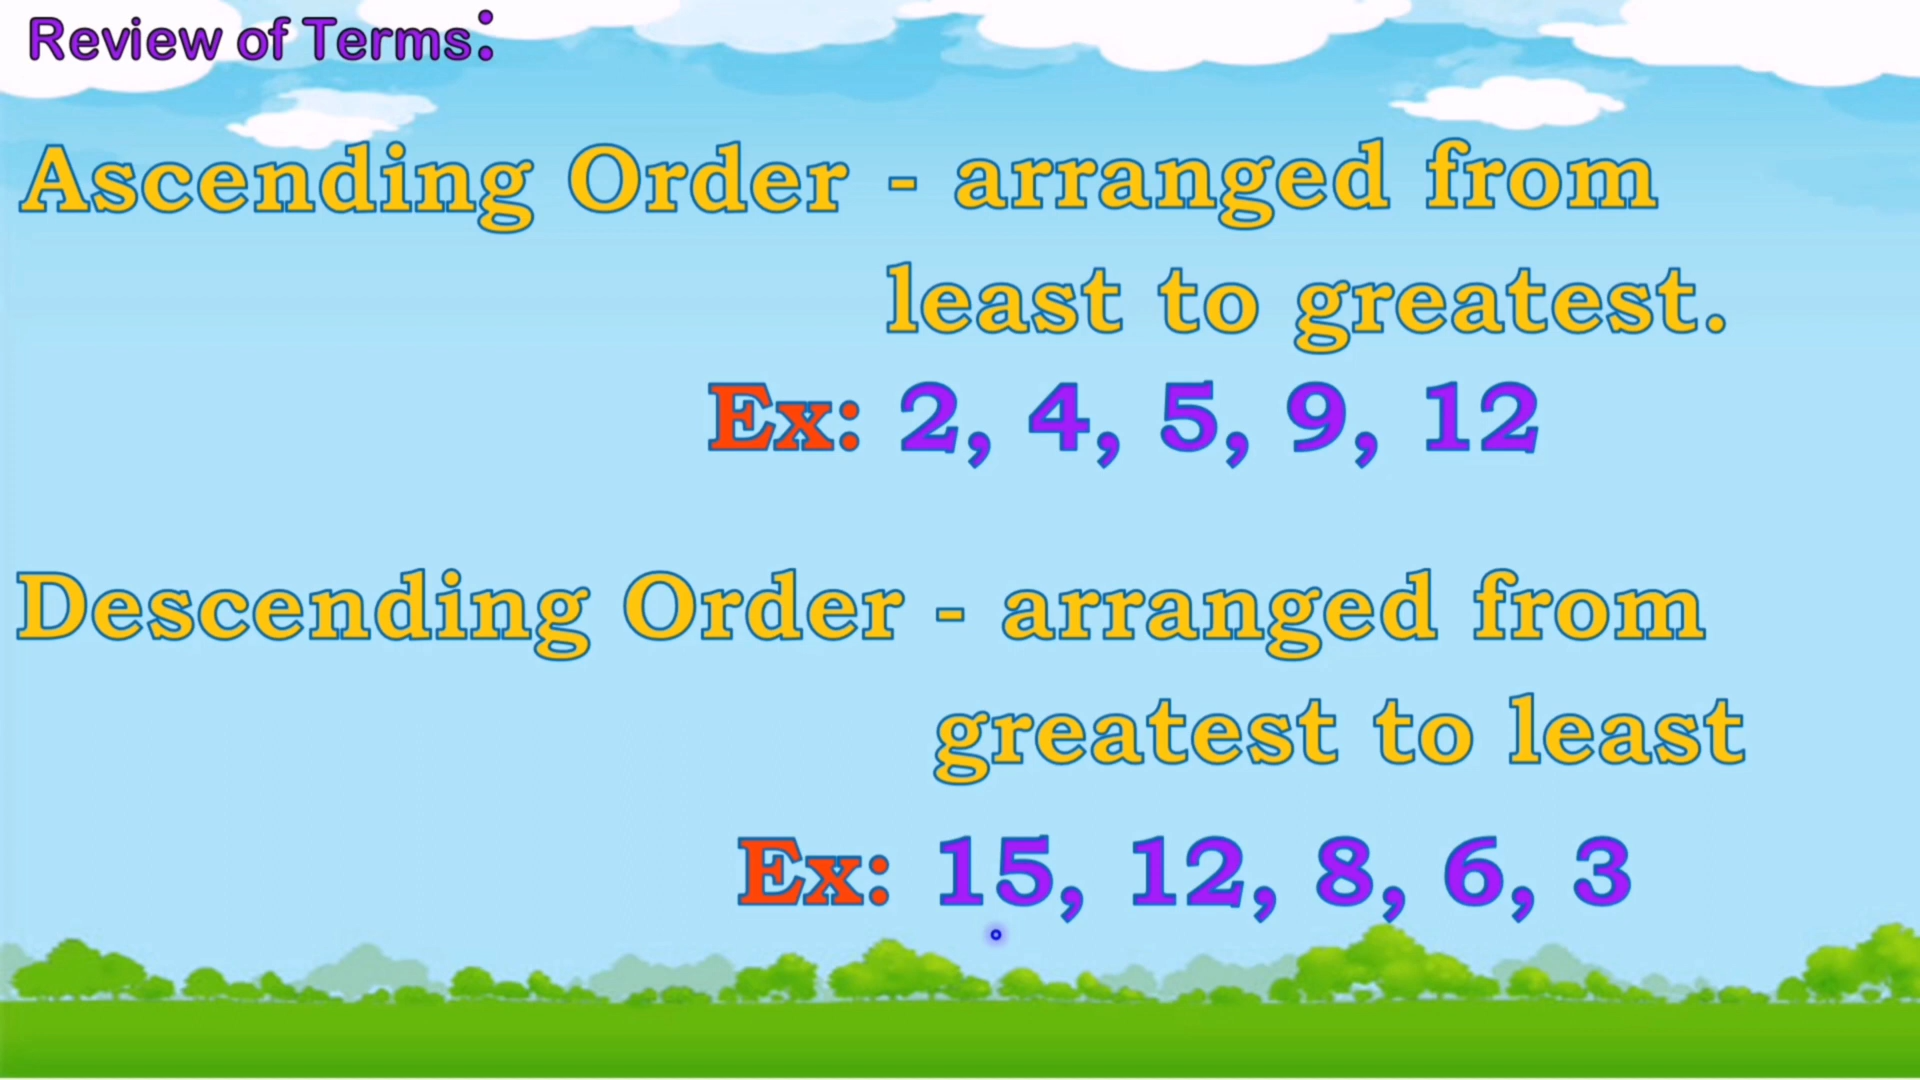 Review of Terms:
Ascending Order - arranged from
least to greatest.
Ex: 2, 4, 5, 9, 12
Descending Order - arranged from
greatest to least
Ex: 15, 12, 8, 6, 3